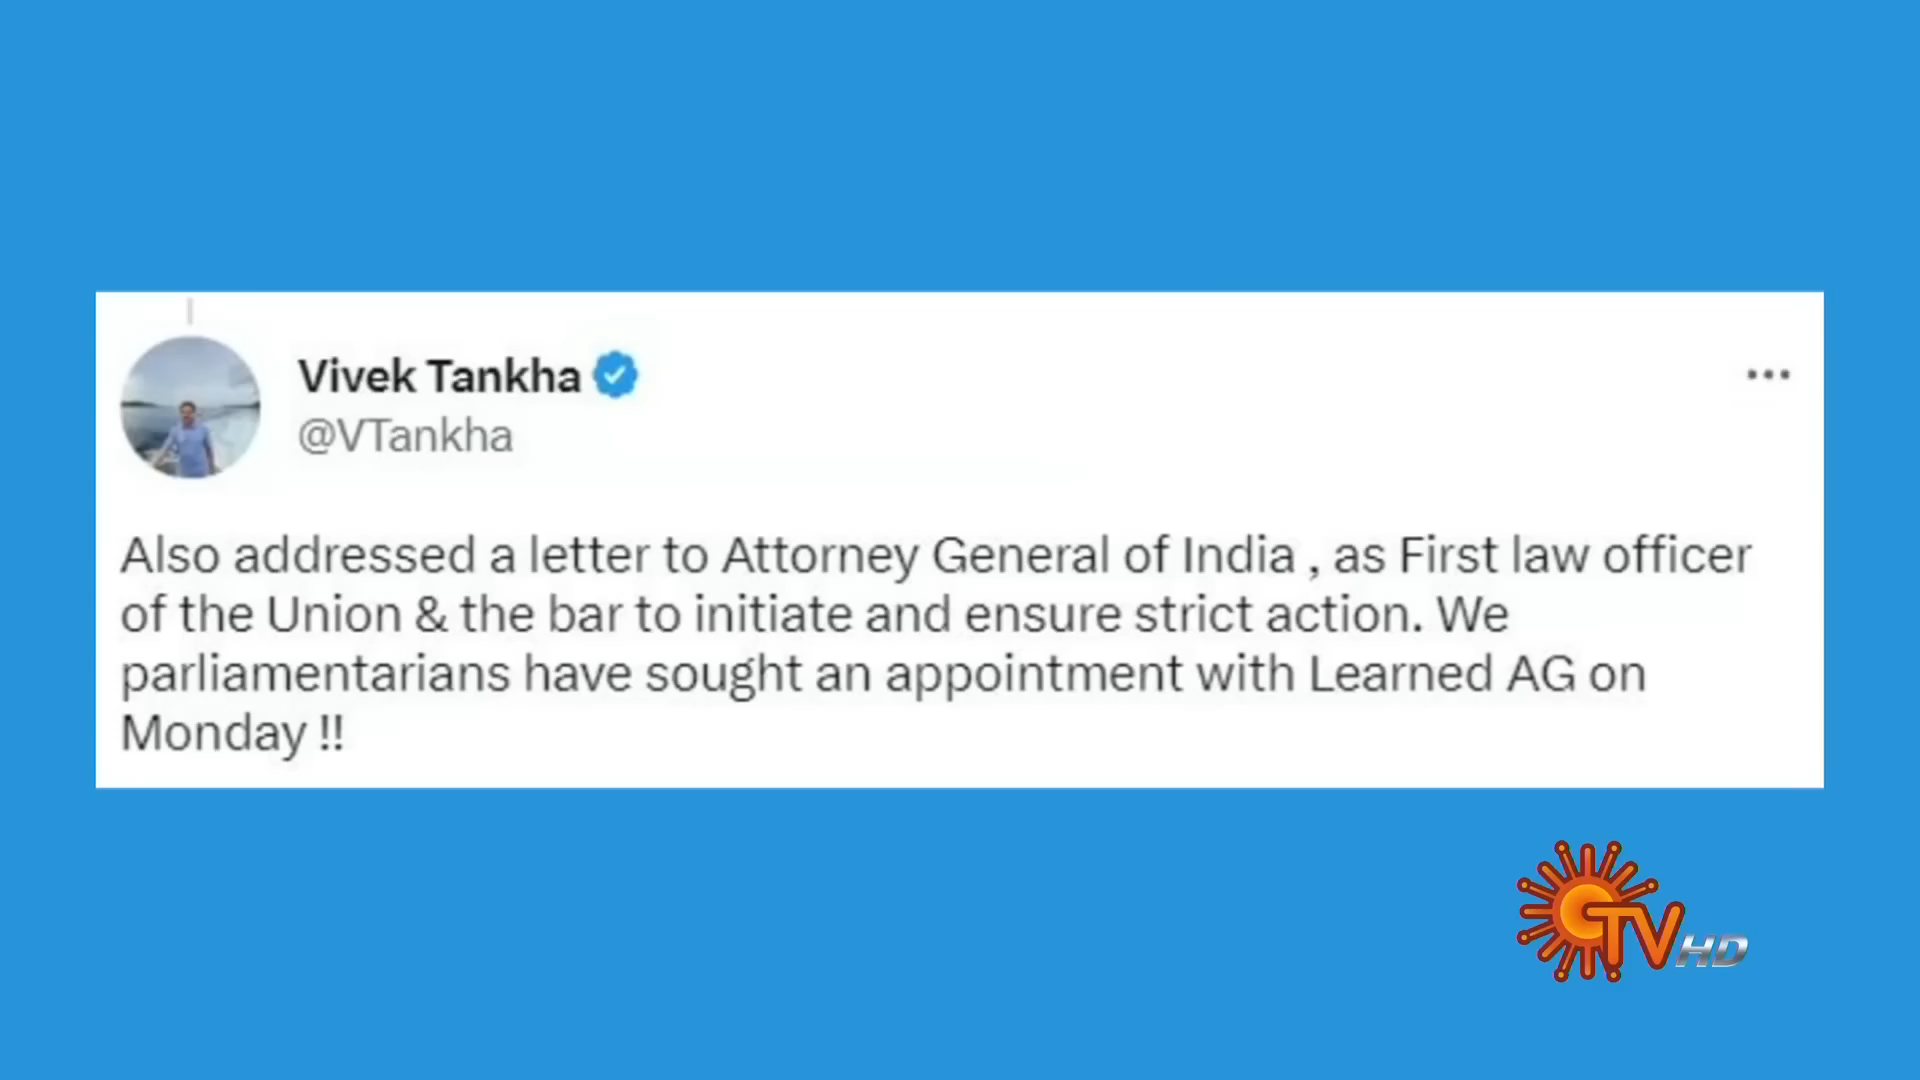 Vivek Tankha
@VTankha
Also addressed a letter to Attorney General of India , as First law officer
of the Union & the bar to initiate and ensure strict action. We
parliamentarians have sought an appointment with Learned AG on
Monday !!
TV HD